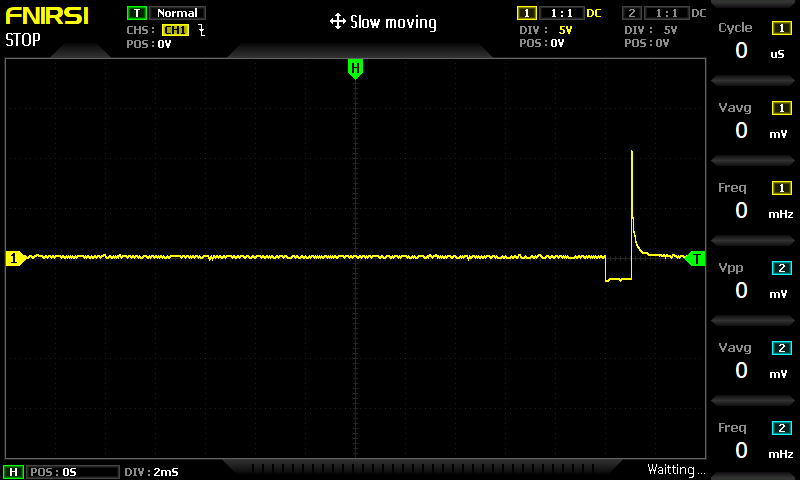 FNIRSI
STOP
T Normal
CHS: CH1
POS: 0V
Slow moving
1 1:1 DC
DIV: 5V
POS: 0V
2 1:1 DC
DIV: 5V
POS: 0V
H
1
T
Cycle 1
0 uS
Vavg 1
0 mV
Freq 1
0 mHz
Vpp 2
0 mV
Vavg 2
0 mV
Freq 2
0 mHz
H POS: 0S DIV: 2mS
Waitting...